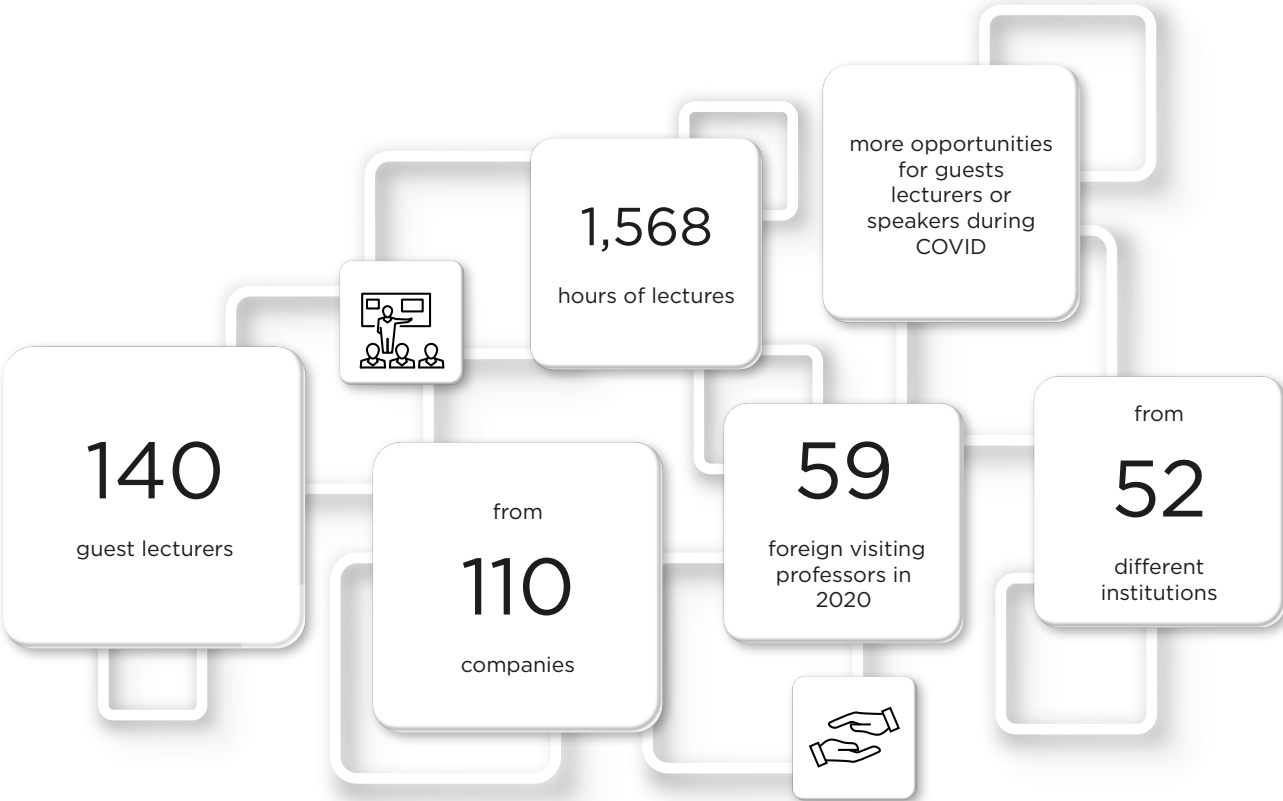 140
guest lecturers
from
110
companies
1,568
hours of lectures
59
foreign visiting
professors in
2020
from
52
different
institutions
more opportunities
for guests
lecturers or
speakers during
COVID